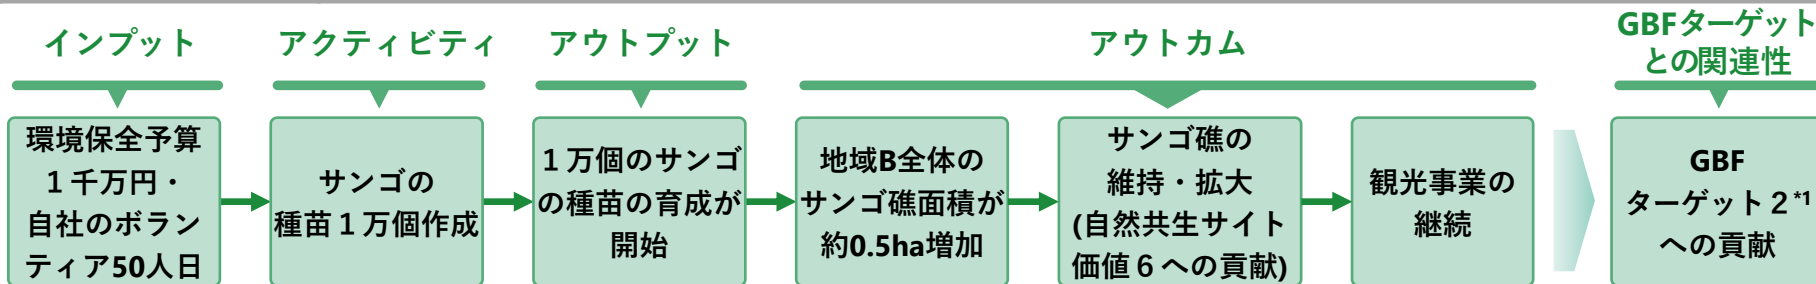 インプット
アクティビティ
アウトプット
アウトカム
GBFターゲット
との関連性
環境保全予算
１千万円・
自社のボラン
ティア50人日
サンゴの
種苗１万個作成
１万個のサンゴ
の種苗の育成が
開始
地域B全体の
サンゴ礁面積が
約0.5ha増加
サンゴ礁の
維持・拡大
(自然共生サイト
価値６への貢献)
観光事業の
継続
GBF
ターゲット２*1
への貢献